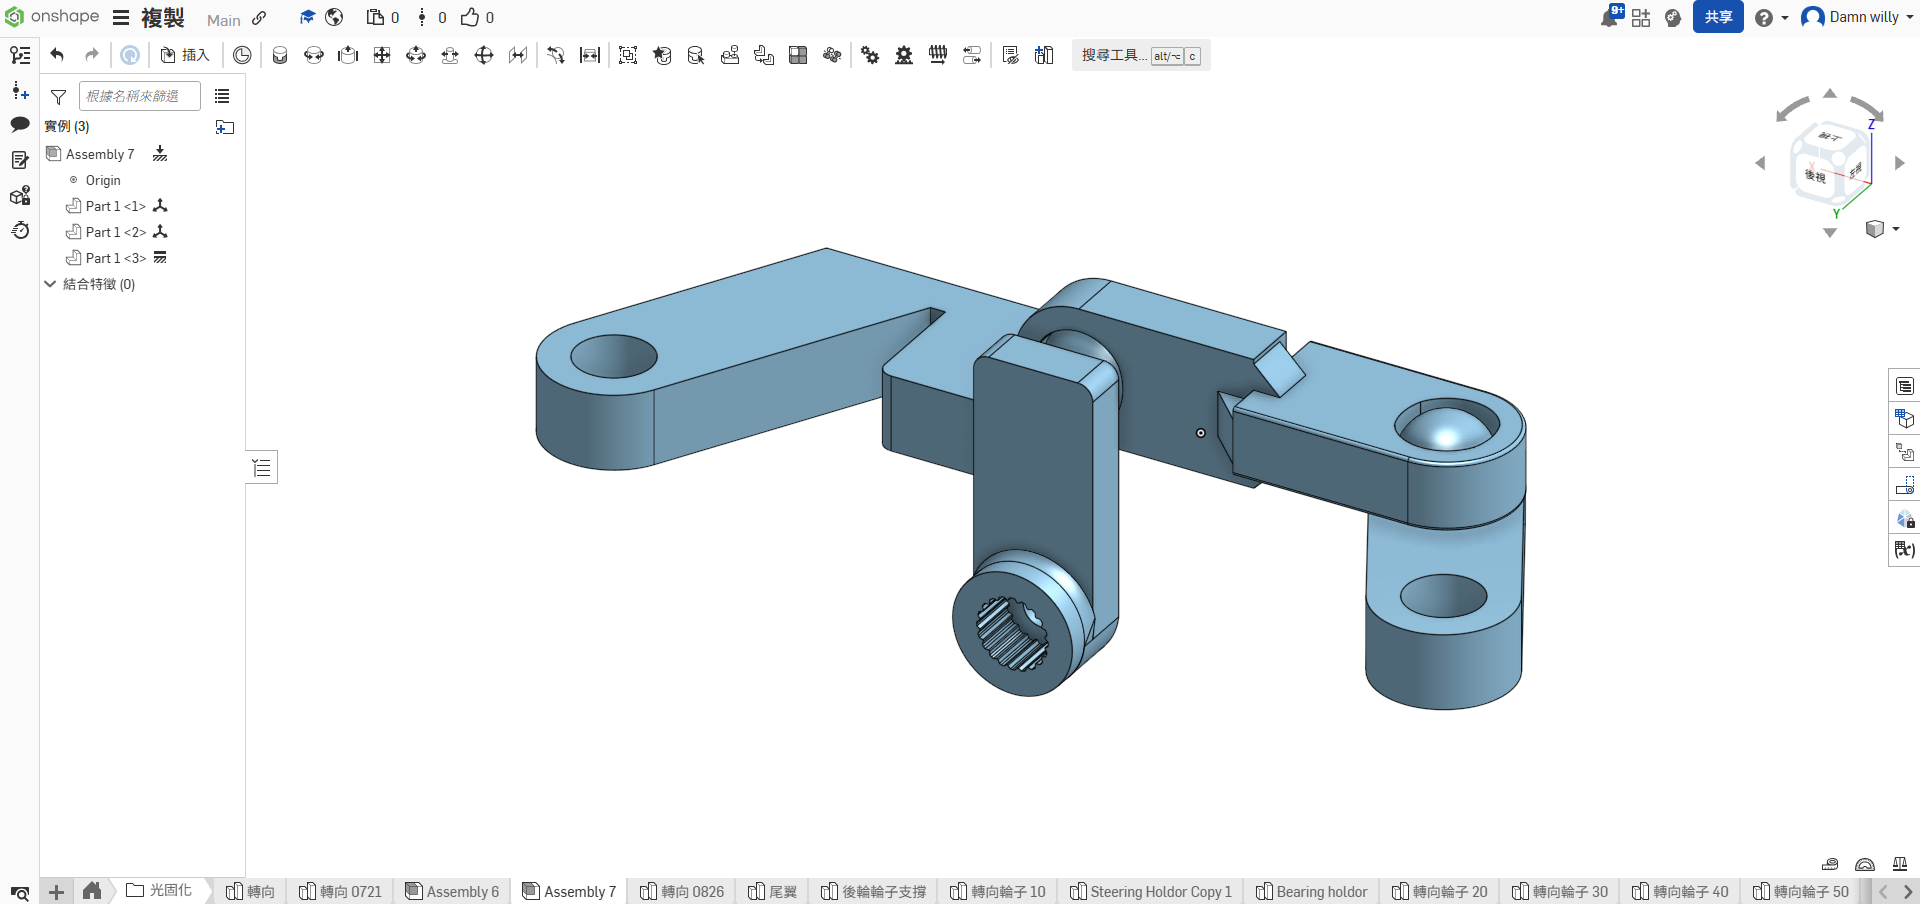 onshape 複製 Main 0 0 0 9+ 共享 Damn willy
插入 搜尋工具... alt/⌥ c
根據名稱來篩選
實例 (3)
Assembly 7
Origin
Part 1 <1>
Part 1 <2>
Part 1 <3>
結合特徵 (0)
Z
X
後視
Y
(x)
光固化 轉向 轉向 0721 Assembly 6 Assembly 7 轉向 0826 尾翼 後輪輪子支撐 轉向輪子 10 Steering Holdor Copy 1 Bearing holdor 轉向輪子 20 轉向輪子 30 轉向輪子 40 轉向輪子 50